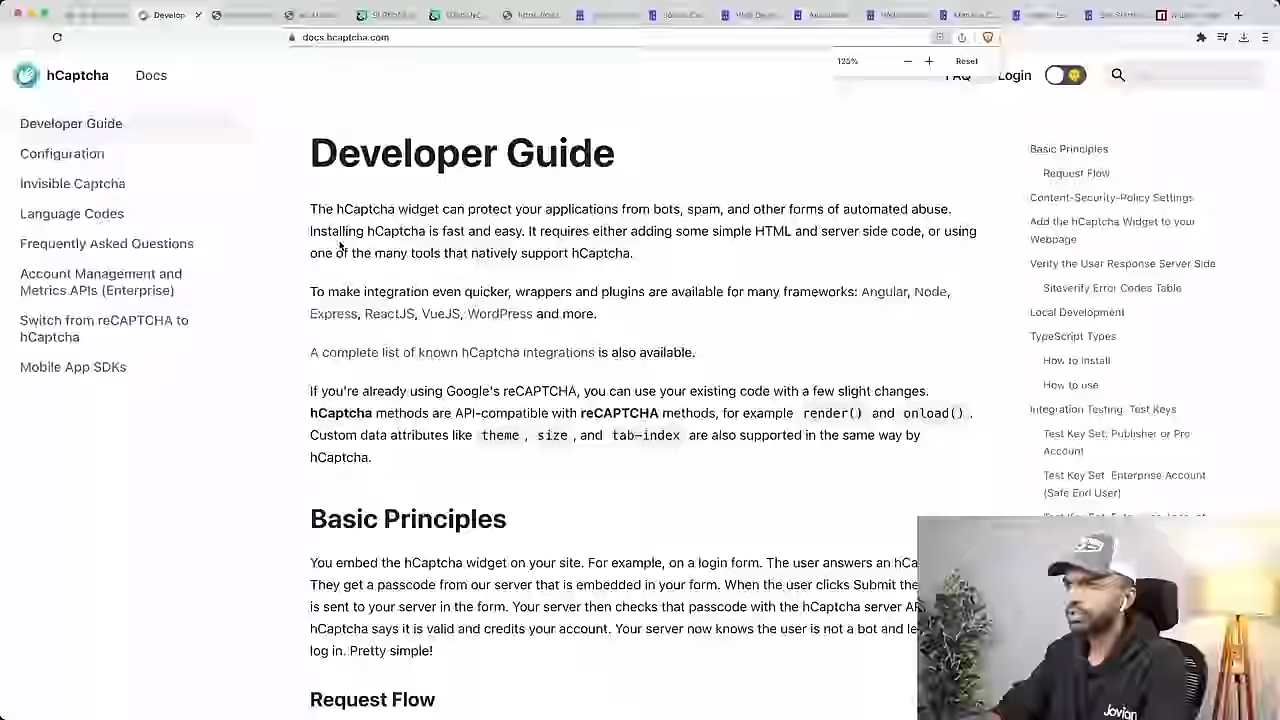 Develop
docs.hcaptcha.com
125%
Reset
hCaptcha
Docs
FAQ
Login
Developer Guide
Configuration
Invisible Captcha
Language Codes
Frequently Asked Questions
Account Management and
Metrics APIs (Enterprise)
Switch from reCAPTCHA to
hCaptcha
Mobile App SDKs
Developer Guide
The hCaptcha widget can protect your applications from bots, spam, and other forms of automated abuse.
Installing hCaptcha is fast and easy. It requires either adding some simple HTML and server side code, or using
one of the many tools that natively support hCaptcha.
To make integration even quicker, wrappers and plugins are available for many frameworks: Angular, Node,
Express, ReactJS, VueJS, WordPress and more.
A complete list of known hCaptcha integrations is also available.
If you're already using Google's reCAPTCHA, you can use your existing code with a few slight changes.
hCaptcha methods are API-compatible with reCAPTCHA methods, for example render() and onload() .
Custom data attributes like theme , size , and tab-index are also supported in the same way by
hCaptcha.
Basic Principles
You embed the hCaptcha widget on your site. For example, on a login form. The user answers an hCa
They get a passcode from our server that is embedded in your form. When the user clicks Submit the
is sent to your server in the form. Your server then checks that passcode with the hCaptcha server AP
hCaptcha says it is valid and credits your account. Your server now knows the user is not a bot and le
log in. Pretty simple!
Request Flow
Basic Principles
Request Flow
Content-Security-Policy Settings
Add the hCaptcha Widget to your
Webpage
Verify the User Response Server Side
Siteverify Error Codes Table
Local Development
TypeScript Types
How to Install
How to use
Integration Testing: Test Keys
Test Key Set: Publisher or Pro
Account
Test Key Set: Enterprise Account
(Safe End User)
Jovian